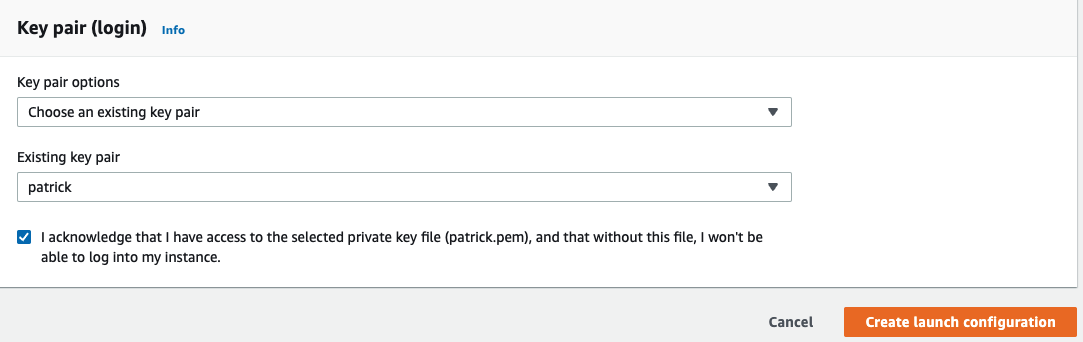 Key pair (login) Info
Key pair options
Choose an existing key pair
Existing key pair
patrick
I acknowledge that I have access to the selected private key file (patrick.pem), and that without this file, I won't be
able to log into my instance.
Cancel Create launch configuration